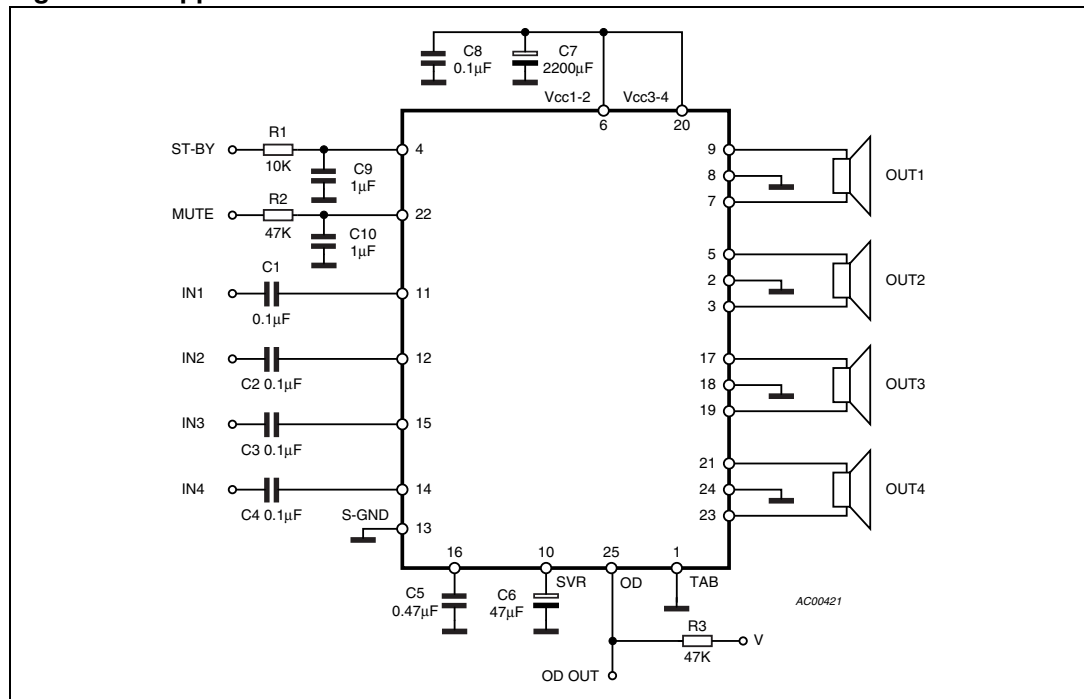 C8
0.1µF
C7
2200µF
Vcc1-2
Vcc3-4
6
20
ST-BY
R1
10K
4
C9
1µF
MUTE
R2
47K
22
C10
1µF
IN1
C1
0.1µF
11
IN2
C2 0.1µF
12
IN3
C3 0.1µF
15
IN4
C4 0.1µF
14
S-GND
13
9
8
7
OUT1
5
2
3
OUT2
17
18
19
OUT3
21
24
23
OUT4
16
10
25
1
C5
0.47µF
C6
47µF
SVR
OD
TAB
AC00421
R3
47K
V
OD OUT